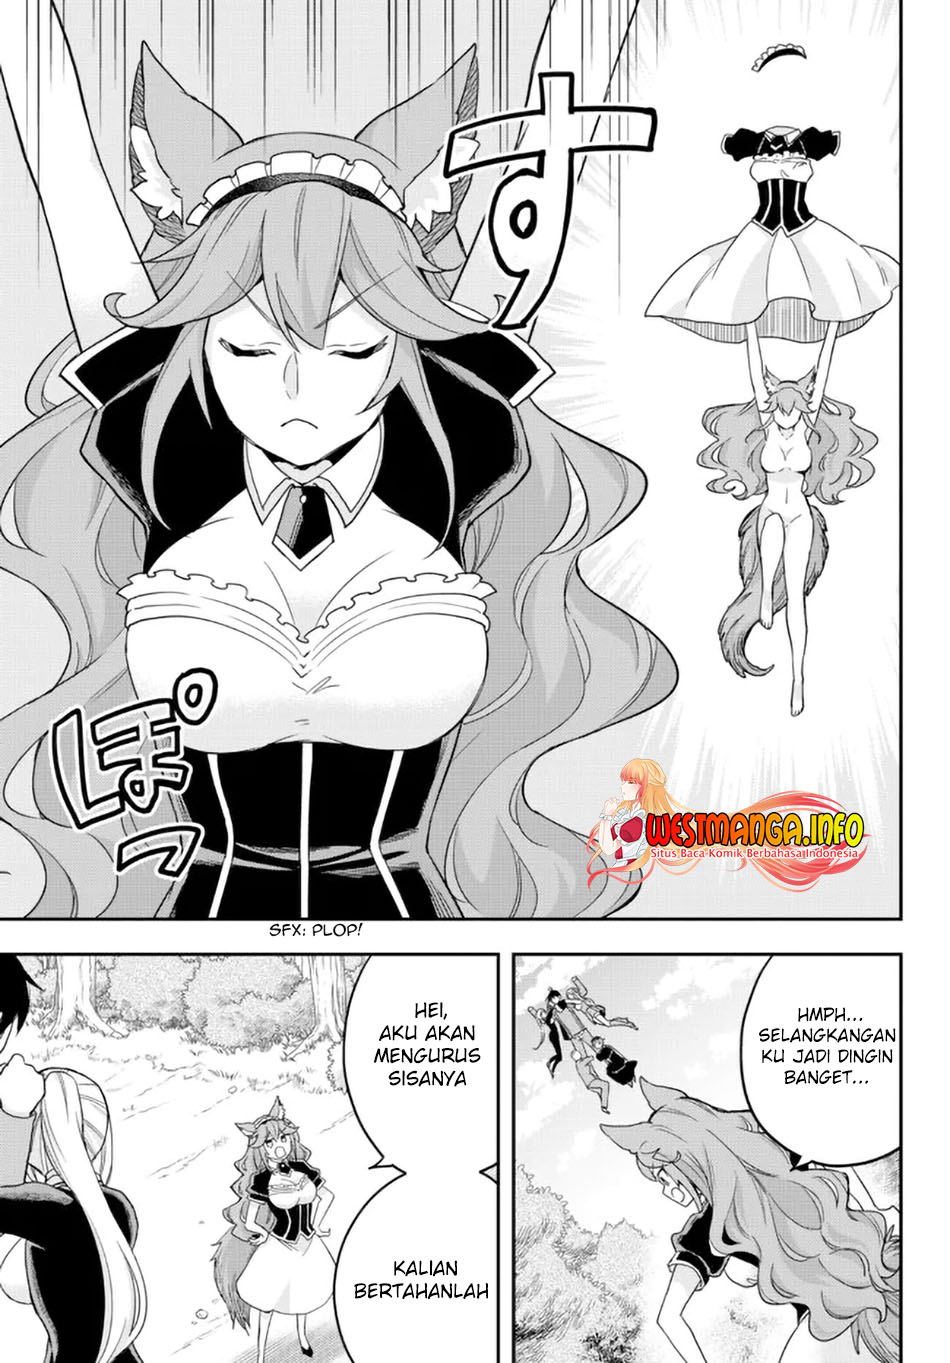 すぽっ
WESTMANGA.INFO
Situs Baca Komik Berbahasa Indonesia
SFX: PLOP!
HMPH...
SELANGKANGAN
KU JADI DINGIN
BANGET...
HEI,
AKU AKAN
MENGURUS
SISANYA
KALIAN
BERTAHANLAH